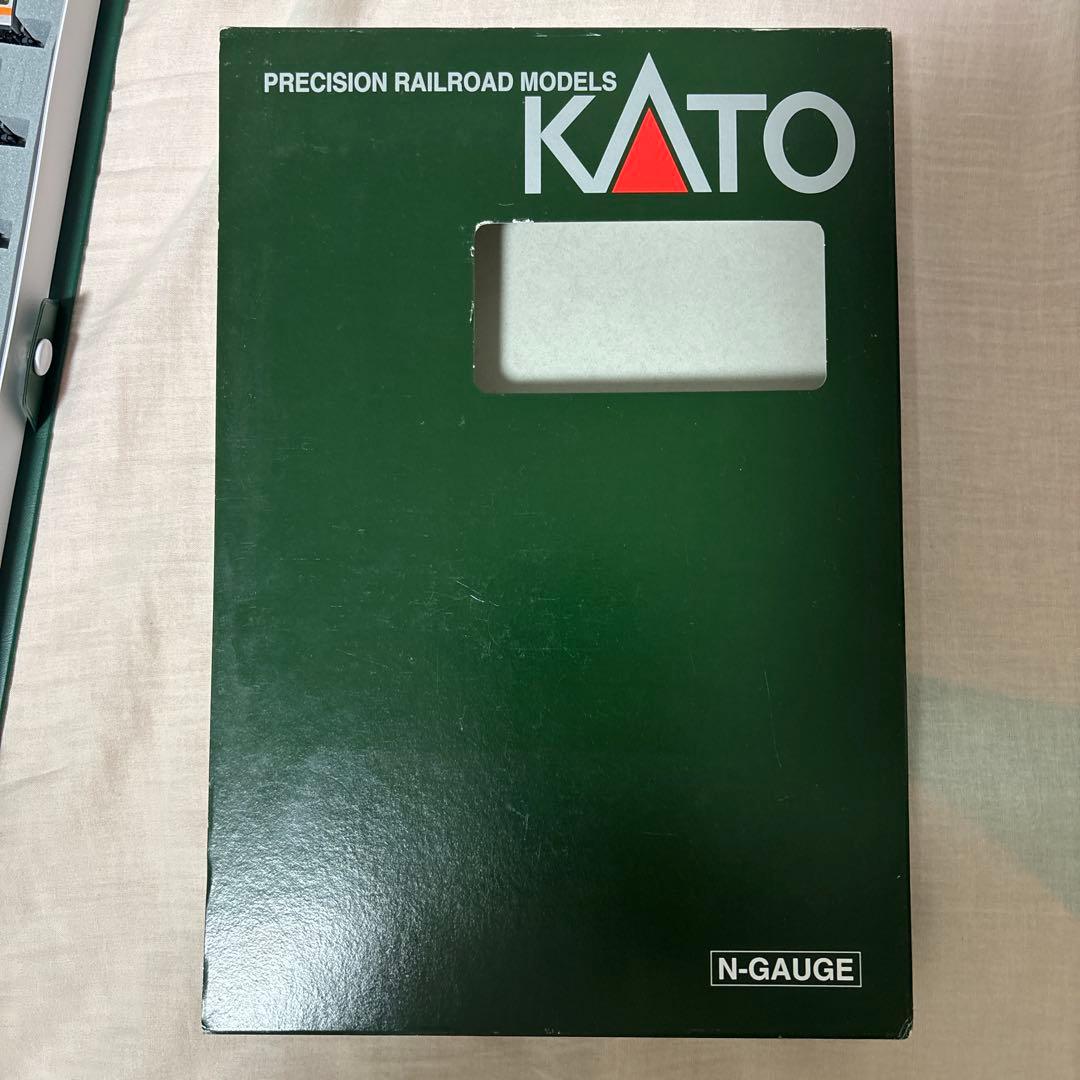 PRECISION RAILROAD MODELS
KATO
N-GAUGE